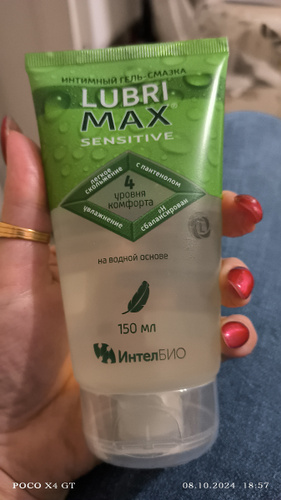 ИНТИМНЫЙ ГЕЛЬ-СМАЗКА
LUBRI
MAX®
SENSITIVE
легкое
скольжение
с пантенолом
4
уровня
комфорта
увлажнение
pH
сбалансирован
на водной основе
150 мл
ИнтелБИО
POCO X4 GT
08.10.2024 18:57